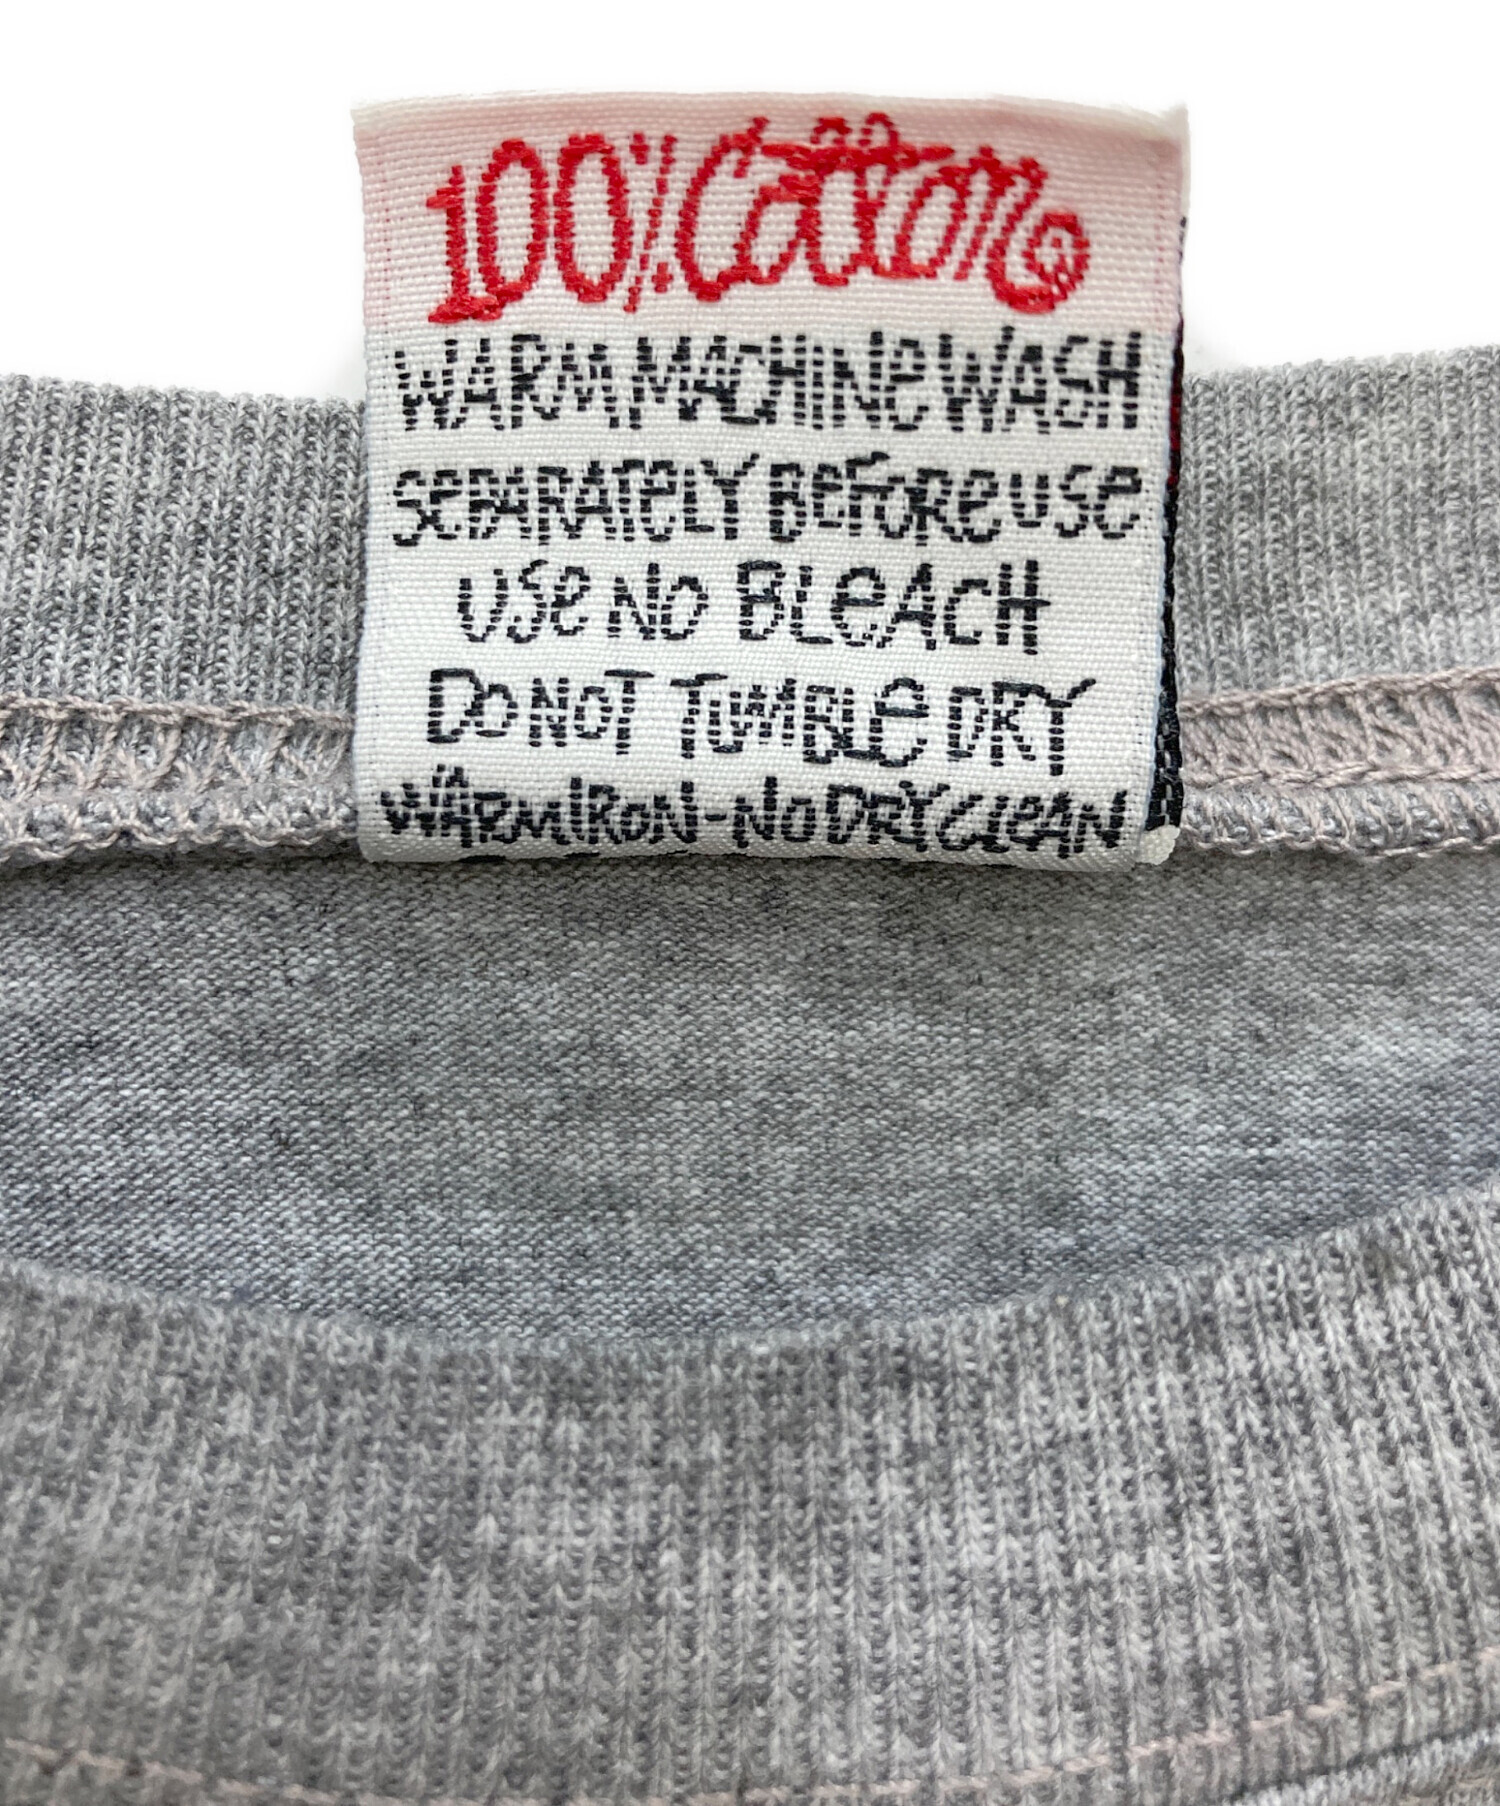 100% Cotton
WARM MACHINE WASH
SEPARATELY BEFORE USE
USE NO BLEACH
DO NOT TUMBLE DRY
WARM IRON-NO DRY CLEAN